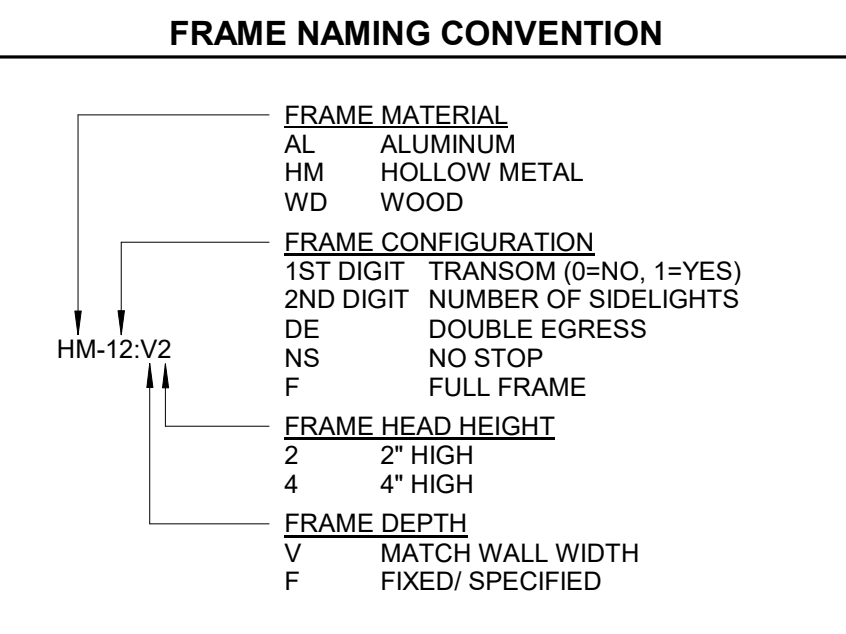 FRAME NAMING CONVENTION
FRAME MATERIAL
AL ALUMINUM
HM HOLLOW METAL
WD WOOD
FRAME CONFIGURATION
1ST DIGIT TRANSOM (0=NO, 1=YES)
2ND DIGIT NUMBER OF SIDELIGHTS
DE DOUBLE EGRESS
NS NO STOP
F FULL FRAME
HM-12:V2
FRAME HEAD HEIGHT
2 2" HIGH
4 4" HIGH
FRAME DEPTH
V MATCH WALL WIDTH
F FIXED/ SPECIFIED